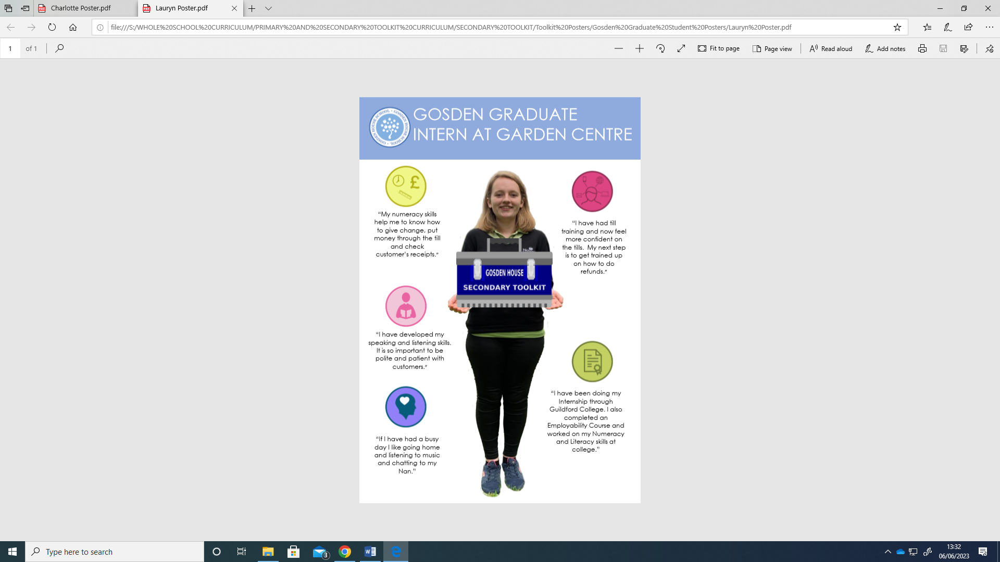 Charlotte Poster.pdf
Lauryn Poster.pdf
file:///S:/WHOLE%20SCHOOL%20CURRICULUM/PRIMARY%20AND%20SECONDARY%20TOOLKIT%20CURRICULUM/SECONDARY%20TOOLKIT/Toolkit%20Posters/Gosden%20Graduate%20Student%20Posters/Lauryn%20Poster.pdf
1 of 1
Fit to page
Page view
Read aloud
Add notes
GOSDEN HOUSE SCHOOL • GOSDEN HOUSE SCHOOL •
GOSDEN GRADUATE
INTERN AT GARDEN CENTRE
£
“My numeracy skills
help me to know how
to give change, put
money through the till
and check
customer’s receipts.”
“I have had till
training and now feel
more confident on
the tills. My next step
is to get trained up
on how to do
refunds.”
GOSDEN HOUSE
SECONDARY TOOLKIT
“I have developed my
speaking and listening skills.
It is so important to be
polite and patient with
customers.”
“I have been doing my
Internship through
Guildford College. I also
completed an
Employability Course and
worked on my Numeracy
and Literacy skills at
college.”
“If I have had a busy
day I like going home
and listening to music
and chatting to my
Nan.”
Type here to search
3
13:32
06/06/2023